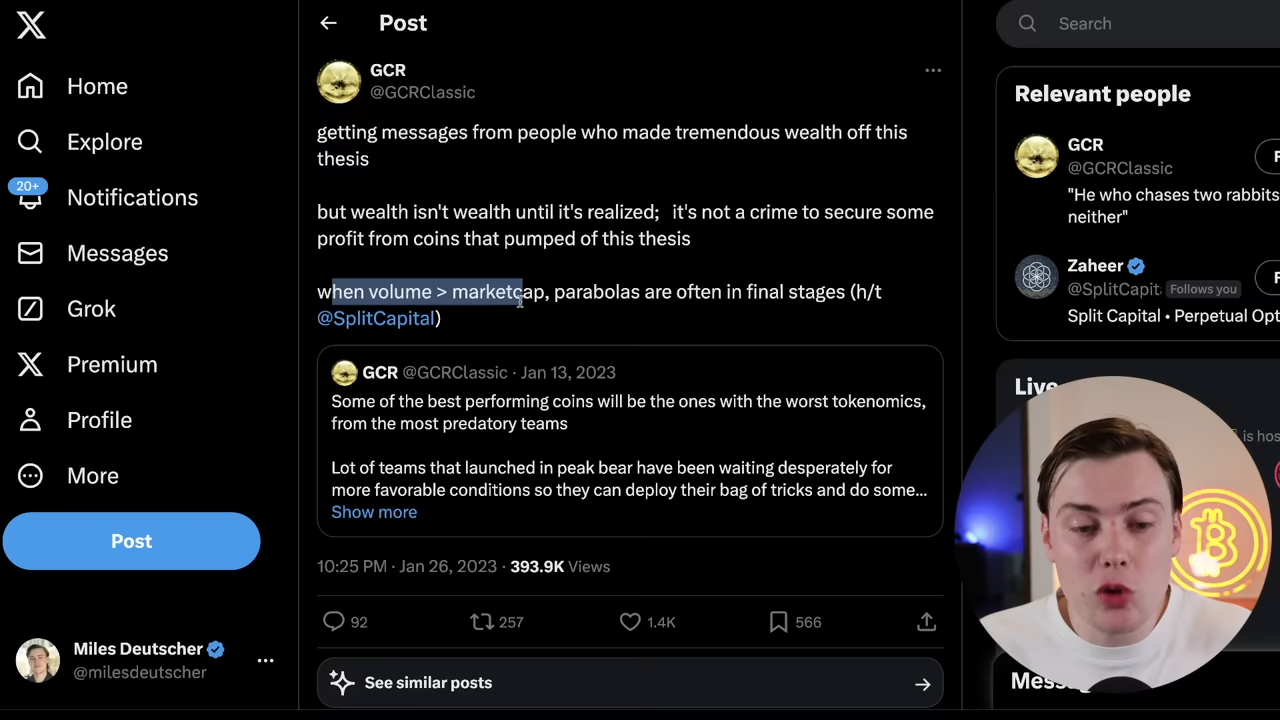 Home
Explore
20+
Notifications
Messages
Grok
Premium
Profile
More
Post
Miles Deutscher
@milesdeutscher
Post
GCR
@GCRClassic
getting messages from people who made tremendous wealth off this
thesis
but wealth isn't wealth until it's realized; it's not a crime to secure some
profit from coins that pumped of this thesis
when volume > marketcap, parabolas are often in final stages (h/t
@SplitCapital)
GCR @GCRClassic · Jan 13, 2023
Some of the best performing coins will be the ones with the worst tokenomics,
from the most predatory teams
Lot of teams that launched in peak bear have been waiting desperately for
more favorable conditions so they can deploy their bag of tricks and do some...
Show more
10:25 PM · Jan 26, 2023 · 393.9K Views
92 257 1.4K 566
See similar posts
Search
Relevant people
GCR
@GCRClassic
"He who chases two rabbits
neither"
Zaheer
@SplitCapit Follows you
Split Capital • Perpetual Opt
Live
is hos